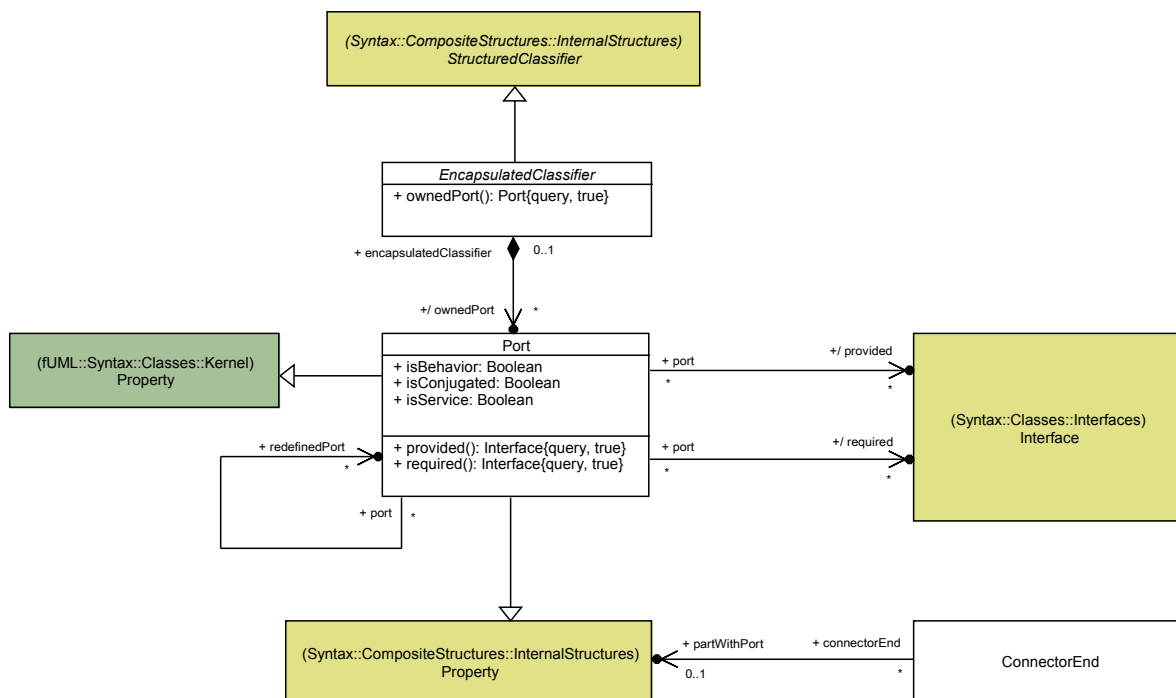 (Syntax::CompositeStructures::InternalStructures)
StructuredClassifier
EncapsulatedClassifier
+ ownedPort(): Port{query, true}
+ encapsulatedClassifier
0..1
+/ ownedPort
*
(fUML::Syntax::Classes::Kernel)
Property
Port
+ isBehavior: Boolean
+ isConjugated: Boolean
+ isService: Boolean
+ provided(): Interface{query, true}
+ required(): Interface{query, true}
+ port
*
+/ provided
*
+ port
*
+/ required
*
(Syntax::Classes::Interfaces)
Interface
+ redefinedPort
*
+ port
*
(Syntax::CompositeStructures::InternalStructures)
Property
+ partWithPort
0..1
+ connectorEnd
*
ConnectorEnd